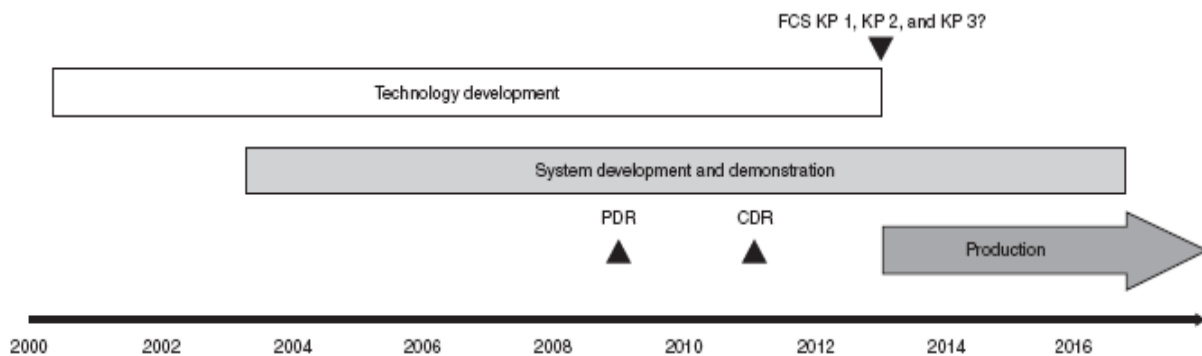 FCS KP 1, KP 2, and KP 3?
Technology development
System development and demonstration
PDR CDR
Production
2000 2002 2004 2006 2008 2010 2012 2014 2016